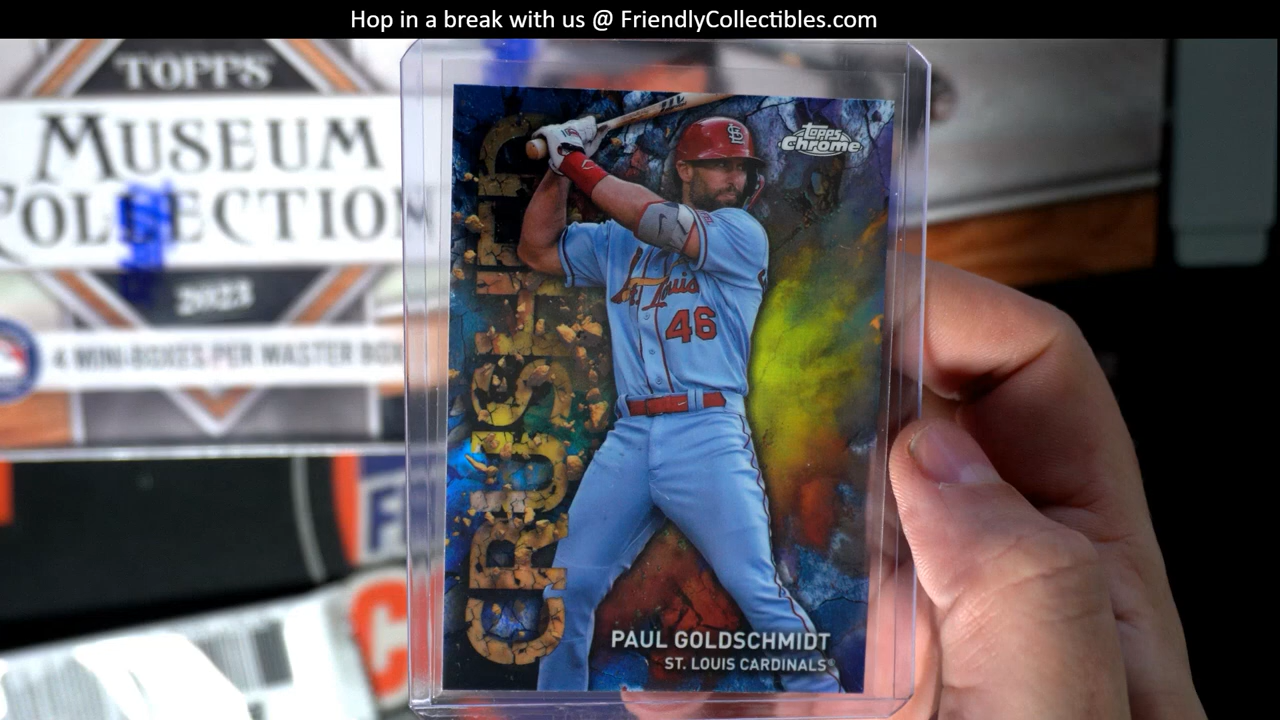 Hop in a break with us @ FriendlyCollectibles.com
TOPPS
MUSEUM
COLLECTION
2023
4 MINI-BOXES PER MASTER BOX
CRUSHED
topps
Chrome
St. Louis
46
PAUL GOLDSCHMIDT
ST. LOUIS CARDINALS